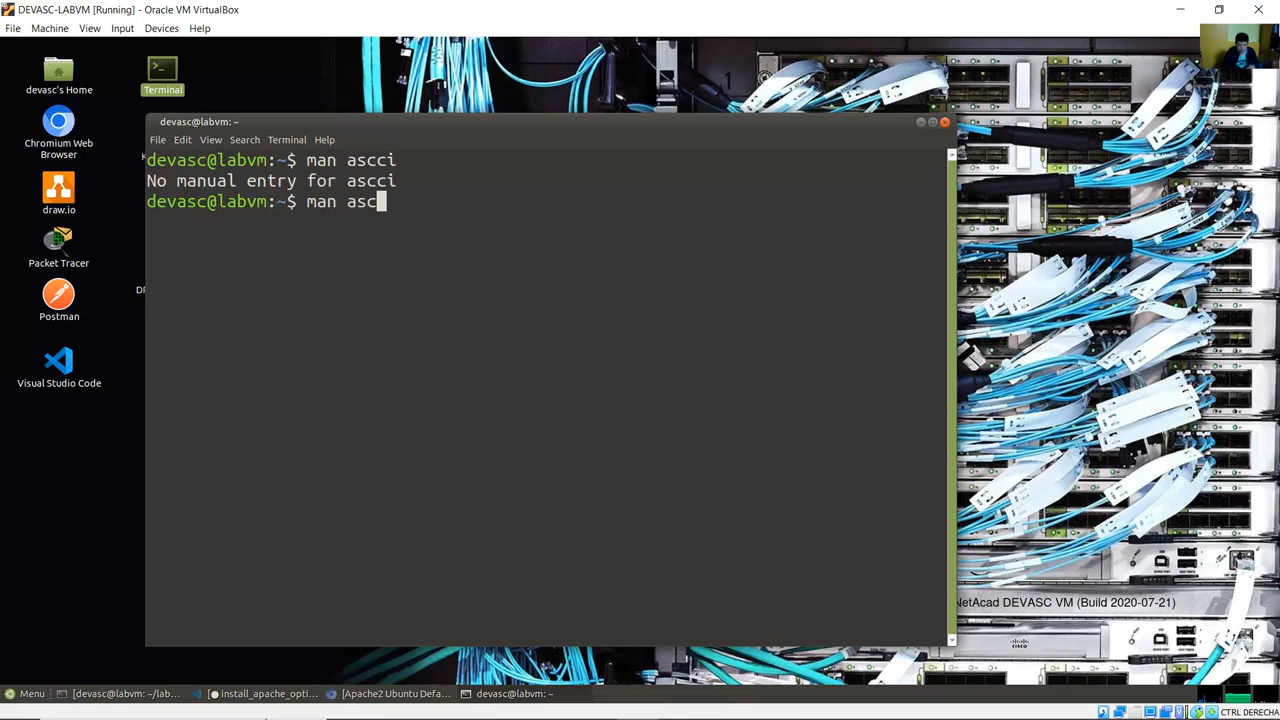 DEVASC-LABVM [Running] - Oracle VM VirtualBox
File Machine View Input Devices Help
devasc's Home
Terminal
Chromium Web
Browser
draw.io
Packet Tracer
Postman
Visual Studio Code
devasc@labvm: ~
File Edit View Search Terminal Help
devasc@labvm:~$ man ascci
No manual entry for ascci
devasc@labvm:~$ man asc
NetAcad DEVASC VM (Build 2020-07-21)
CISCO
Menu [devasc@labvm: ~/lab... install_apache_opti... [Apache2 Ubuntu Defa... devasc@labvm: ~
CTRL DERECHA